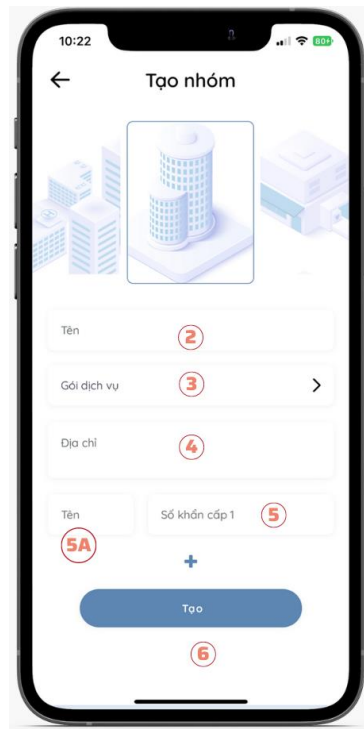 10:22
80+
Tạo nhóm
Tên
2
Gói dịch vụ
3
Địa chỉ
4
Tên
Số khẩn cấp 1
5
5A
+
Tạo
6